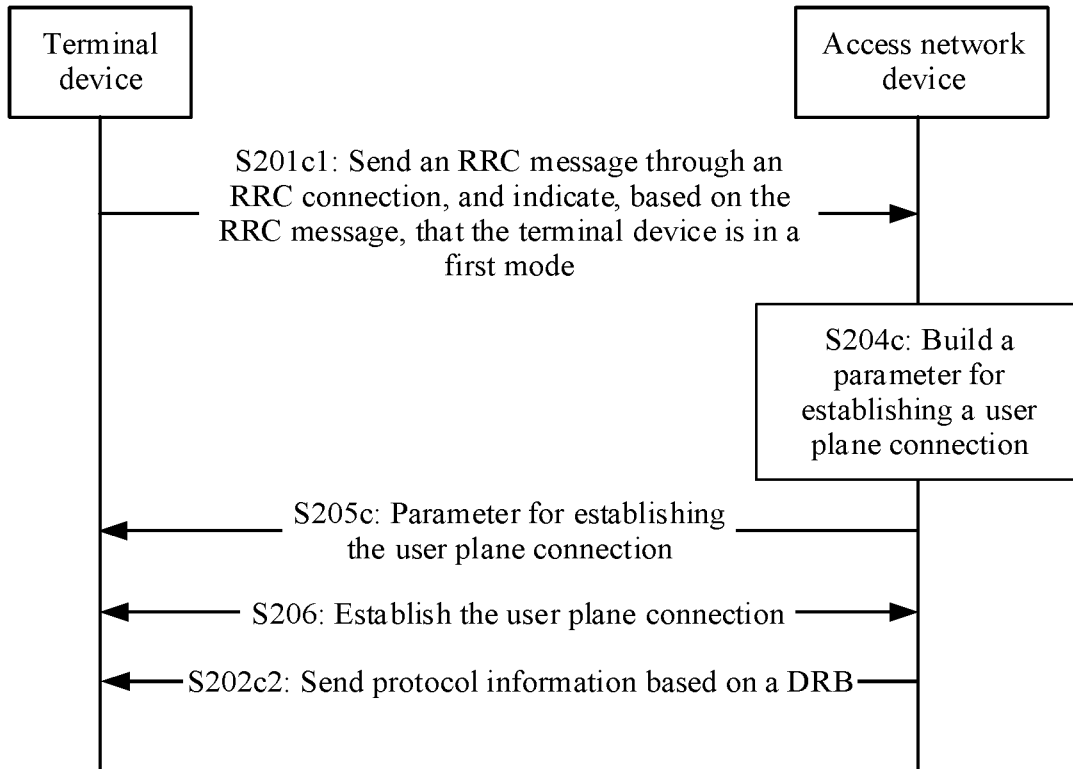 Terminal
device
Access network
device
S201c1: Send an RRC message through an
RRC connection, and indicate, based on the
RRC message, that the terminal device is in a
first mode
S204c: Build a
parameter for
establishing a user
plane connection
S205c: Parameter for establishing
the user plane connection
S206: Establish the user plane connection
S202c2: Send protocol information based on a DRB